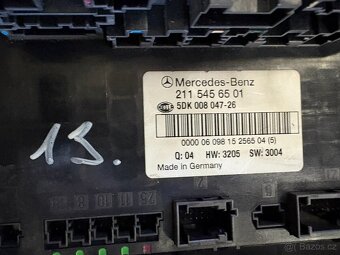 Mercedes-Benz
211 545 65 01
5DK 008 047-26
0000 06 098 15 2565 04 (5)
Q: 04 HW: 3205 SW: 3004
Made in Germany
13.